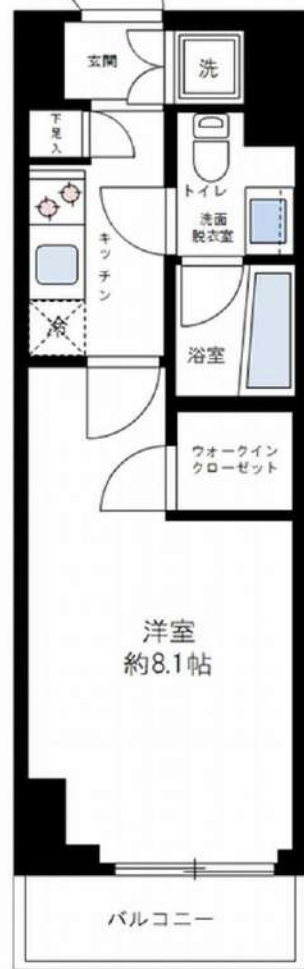 玄関
洗
下足入
トイレ
洗面
脱衣室
キッチン
冷
浴室
ウォークイン
クローゼット
洋室
約8.1帖
バルコニー